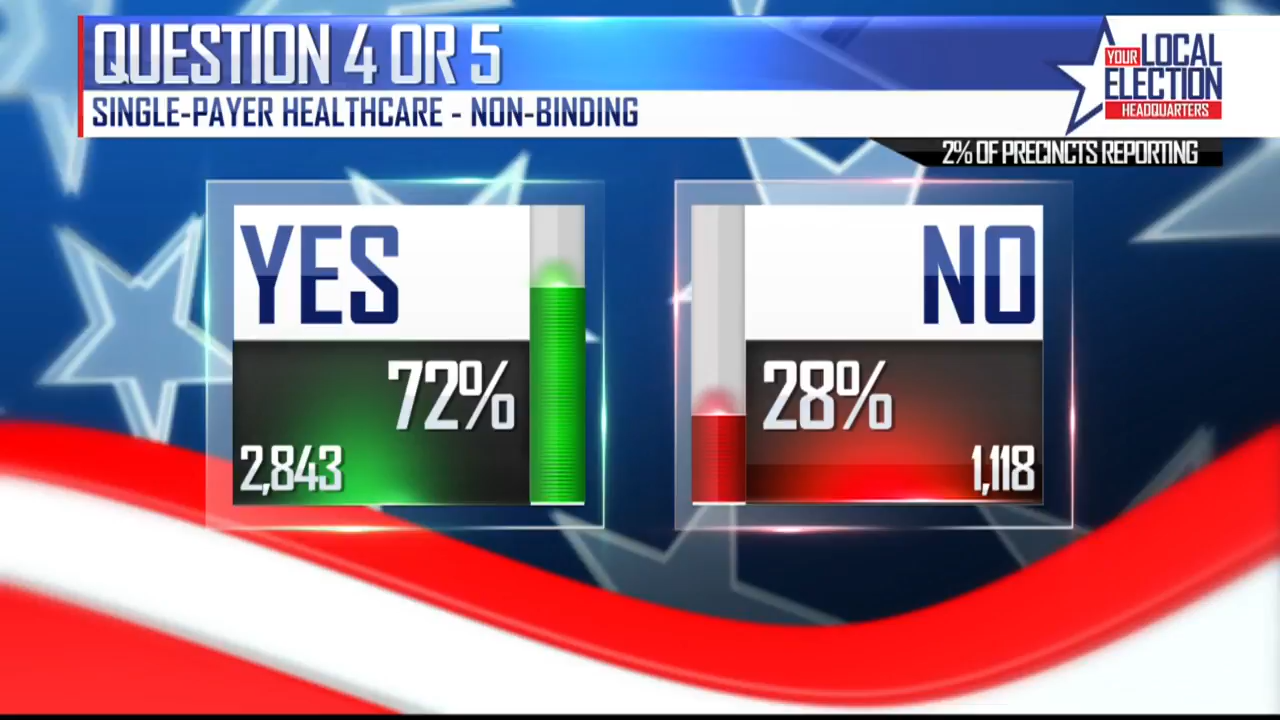 QUESTION 4 OR 5
SINGLE-PAYER HEALTHCARE - NON-BINDING
YOUR LOCAL
ELECTION
HEADQUARTERS
2% OF PRECINCTS REPORTING
YES
72%
2,843
NO
28%
1,118